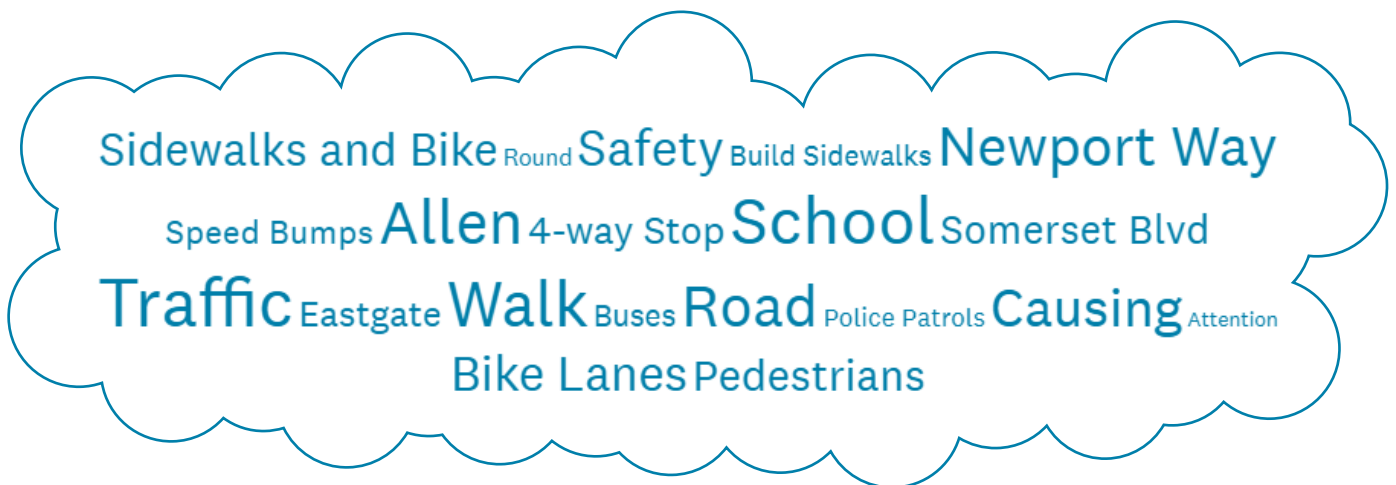 Sidewalks and Bike Round Safety Build Sidewalks Newport Way
Speed Bumps Allen 4-way Stop School Somerset Blvd
Traffic Eastgate Walk Buses Road Police Patrols Causing Attention
Bike Lanes Pedestrians